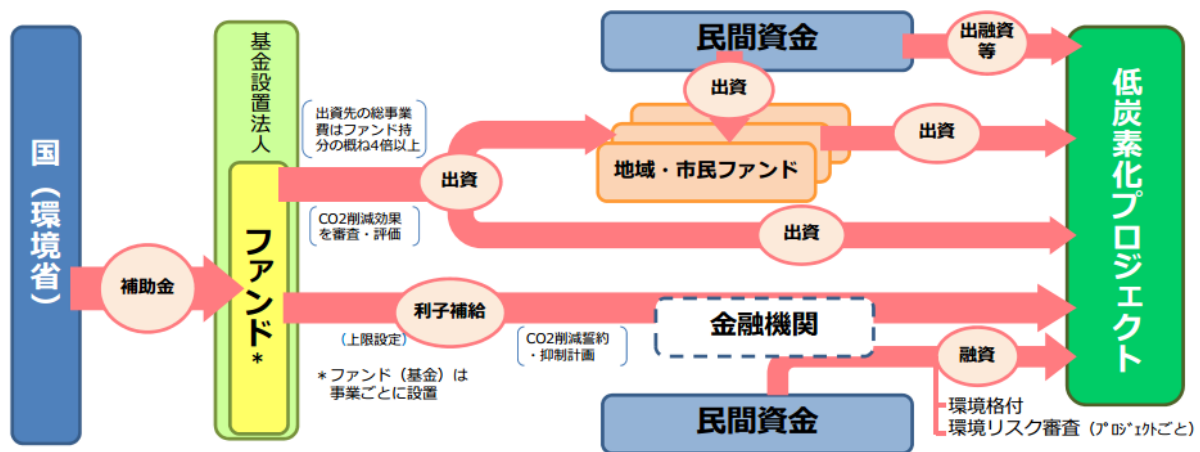 国（環境省）
補助金
基金設置法人
ファンド*
出資先の総事業
費はファンド持
分の概ね4倍以上
出資
CO2削減効果
を審査・評価
民間資金
出資
出融資
等
地域・市民ファンド
出資
出資
利子補給
（上限設定）
CO2削減誓約
・抑制計画
金融機関
融資
民間資金
環境格付
環境リスク審査（ﾌﾟﾛｼﾞｪｸﾄごと）
*ファンド（基金）は
事業ごとに設置
低炭素化プロジェクト